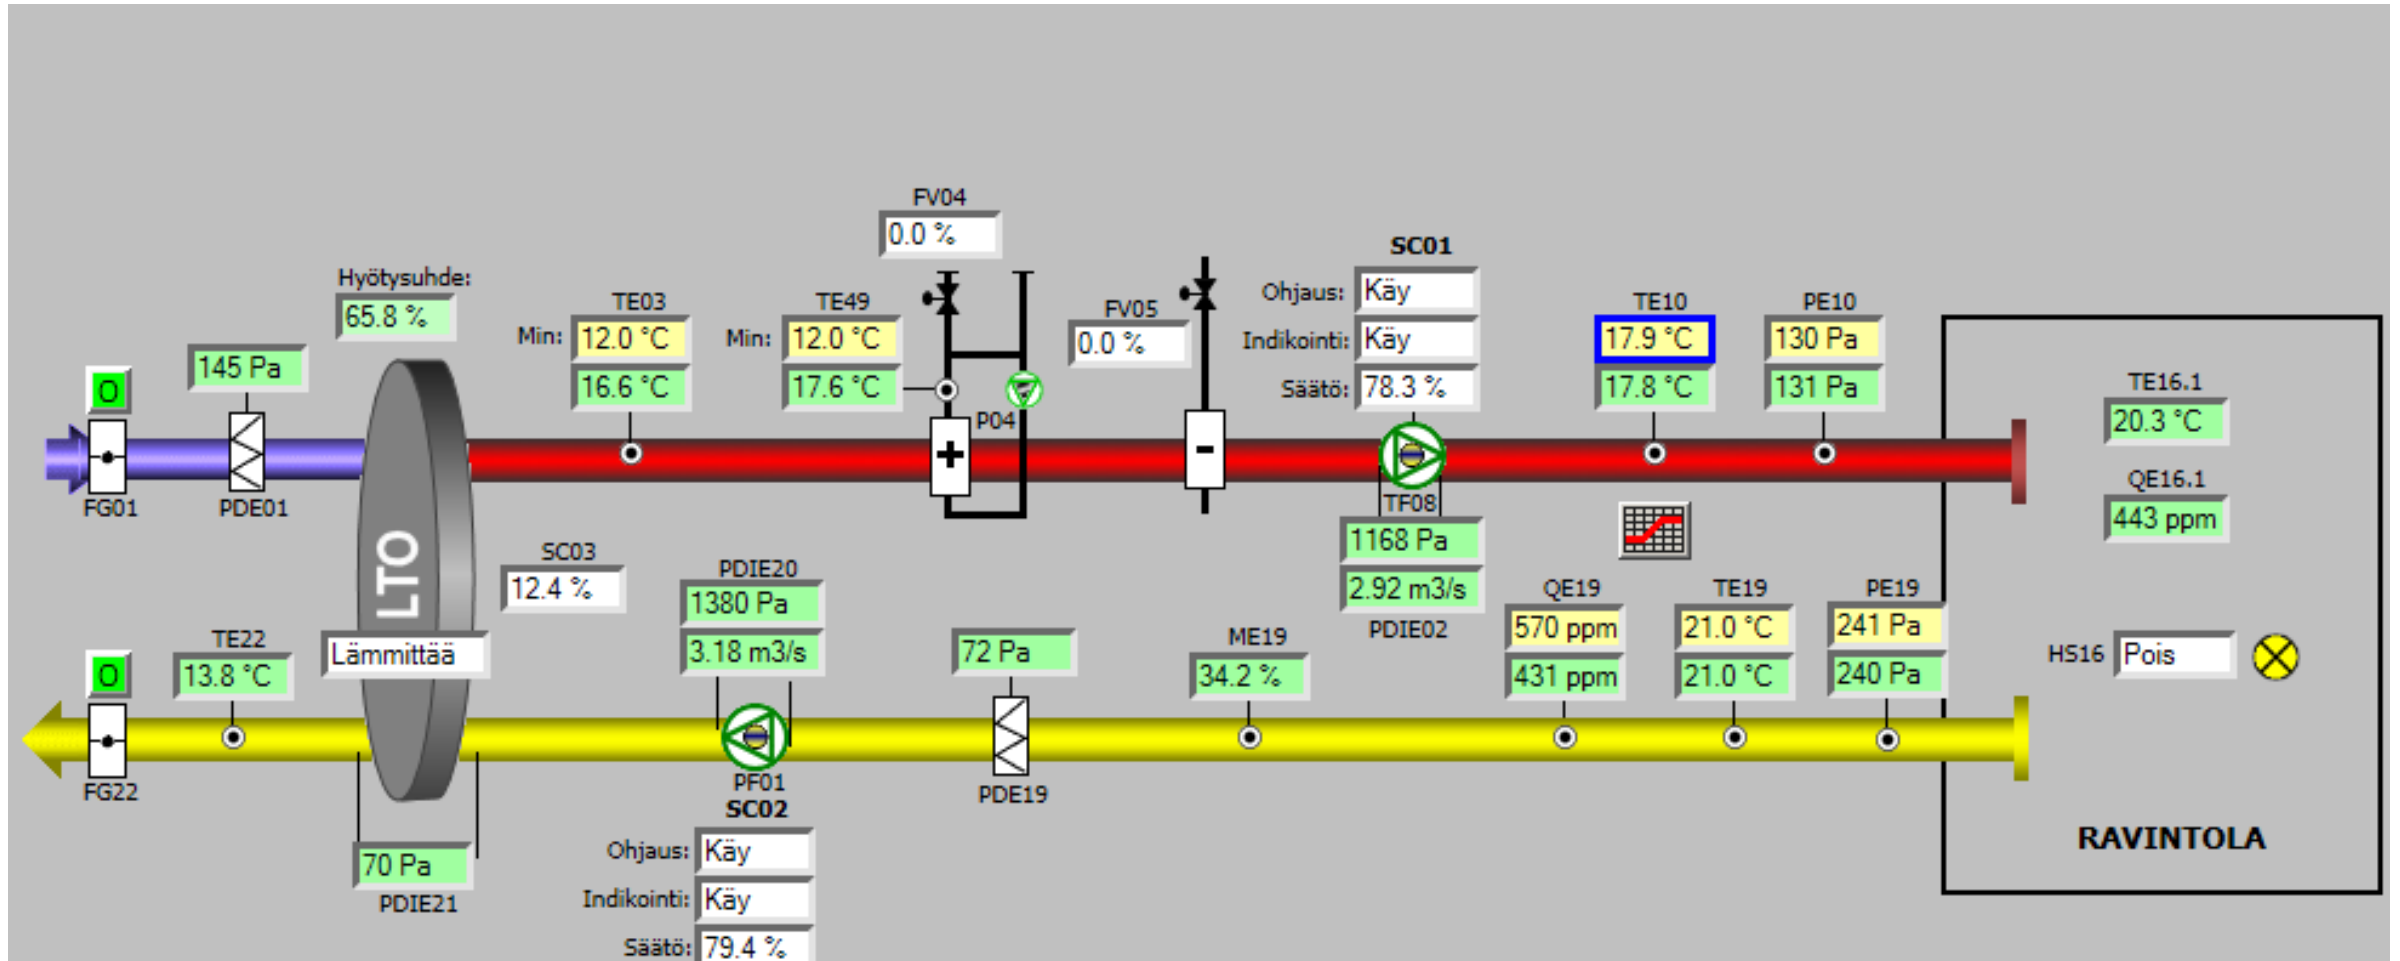 FV04
0.0 %
SC01
Hyötysuhde:
65.8 %
TE03
Min: 12.0 °C
16.6 °C
TE49
Min: 12.0 °C
17.6 °C
FV05
0.0 %
Ohjaus: Käy
Indikointi: Käy
Säätö: 78.3 %
TE10
17.9 °C
17.8 °C
PE10
130 Pa
131 Pa
145 Pa
O
FG01
PDE01
P04
+
-
TF08
1168 Pa
2.92 m3/s
PDIE02
TE16.1
20.3 °C
QE16.1
443 ppm
LTO
SC03
12.4 %
Lämmittää
PDIE20
1380 Pa
3.18 m3/s
72 Pa
ME19
34.2 %
QE19
570 ppm
431 ppm
TE19
21.0 °C
21.0 °C
PE19
241 Pa
240 Pa
HS16 Pois
O
TE22
13.8 °C
FG22
PF01
SC02
PDE19
RAVINTOLA
70 Pa
PDIE21
Ohjaus: Käy
Indikointi: Käy
Säätö: 79.4 %